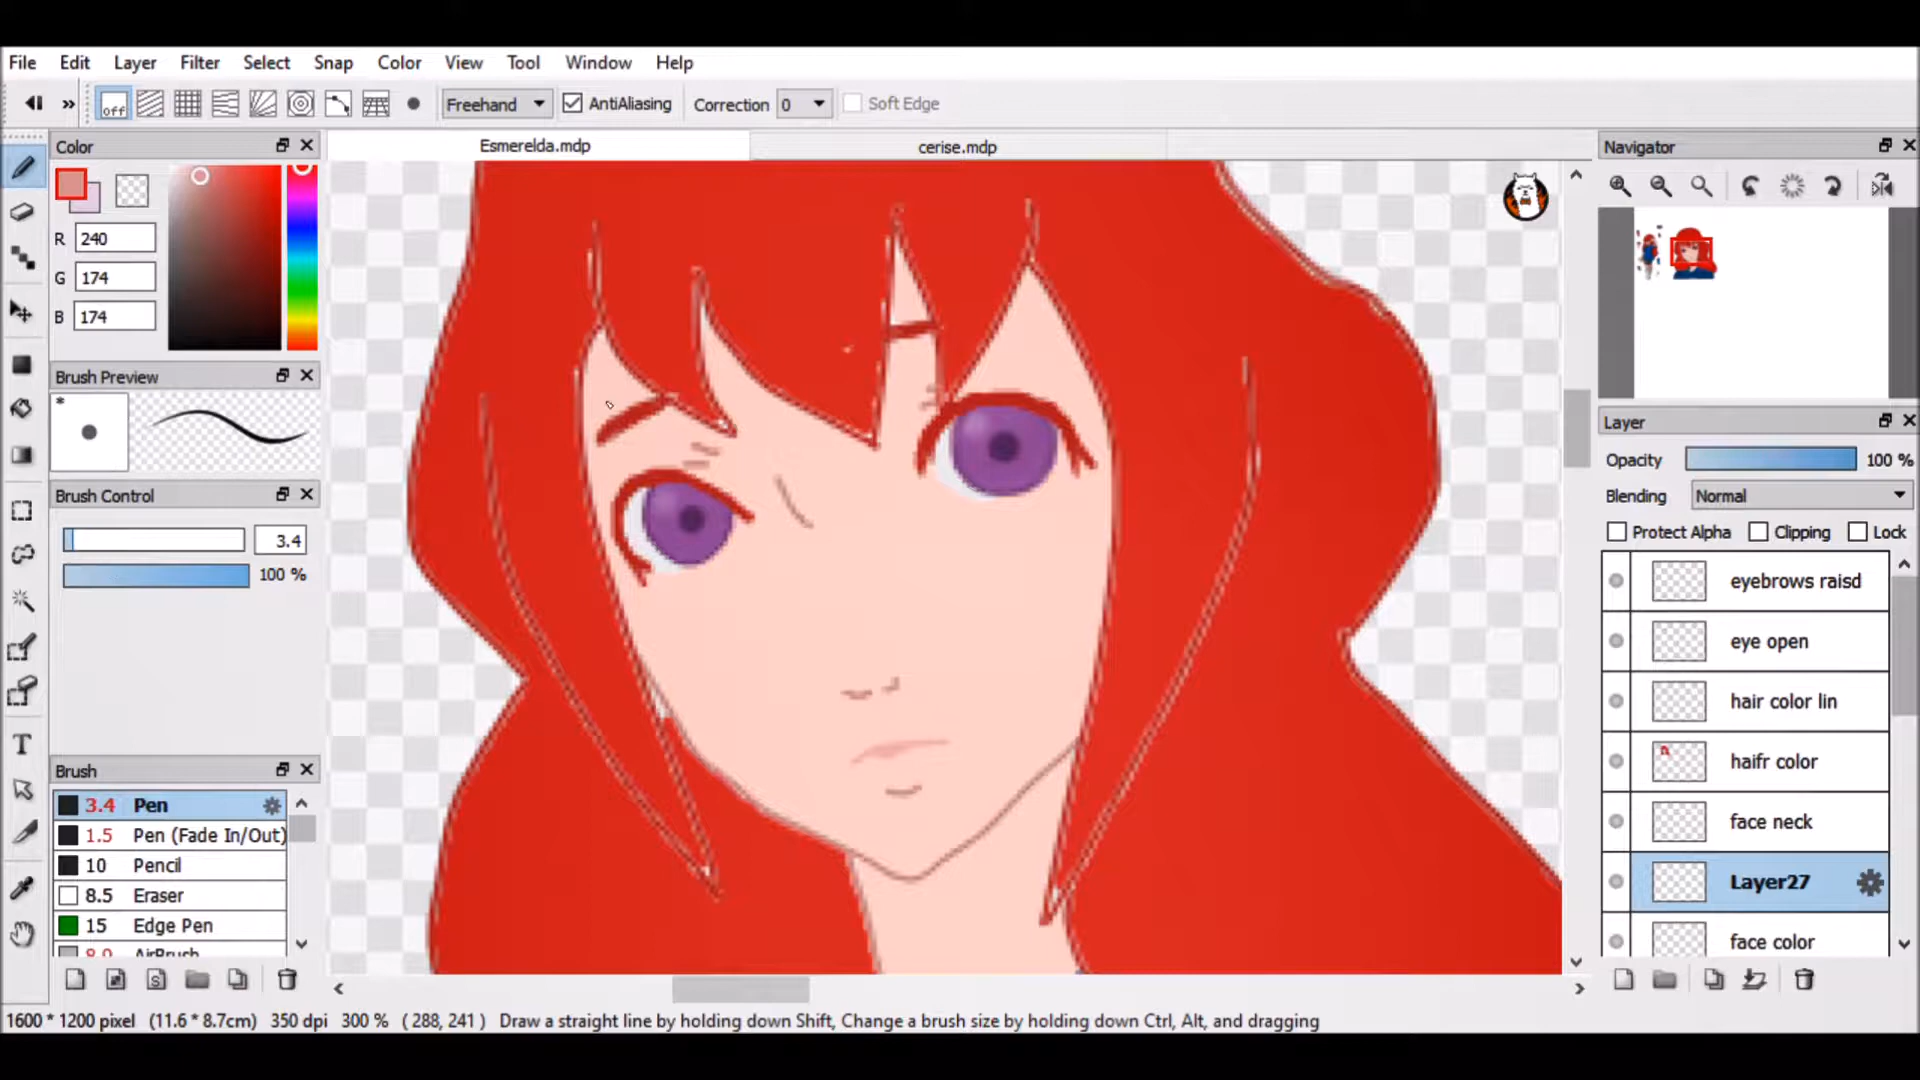 File Edit Layer Filter Select Snap Color View Tool Window Help
off Freehand AntiAliasing Correction 0 Soft Edge
Color
R 240
G 174
B 174
Brush Preview
*
Brush Control
3.4
100 %
Brush
3.4 Pen
1.5 Pen (Fade In/Out)
10 Pencil
8.5 Eraser
15 Edge Pen
8.0 AirBrush
Esmerelda.mdp cerise.mdp
Navigator
Layer
Opacity 100 %
Blending Normal
Protect Alpha Clipping Lock
eyebrows raisd
eye open
hair color lin
haifr color
face neck
Layer27
face color
S
T
1600 * 1200 pixel (11.6 * 8.7cm) 350 dpi 300 % ( 288, 241 ) Draw a straight line by holding down Shift, Change a brush size by holding down Ctrl, Alt, and dragging